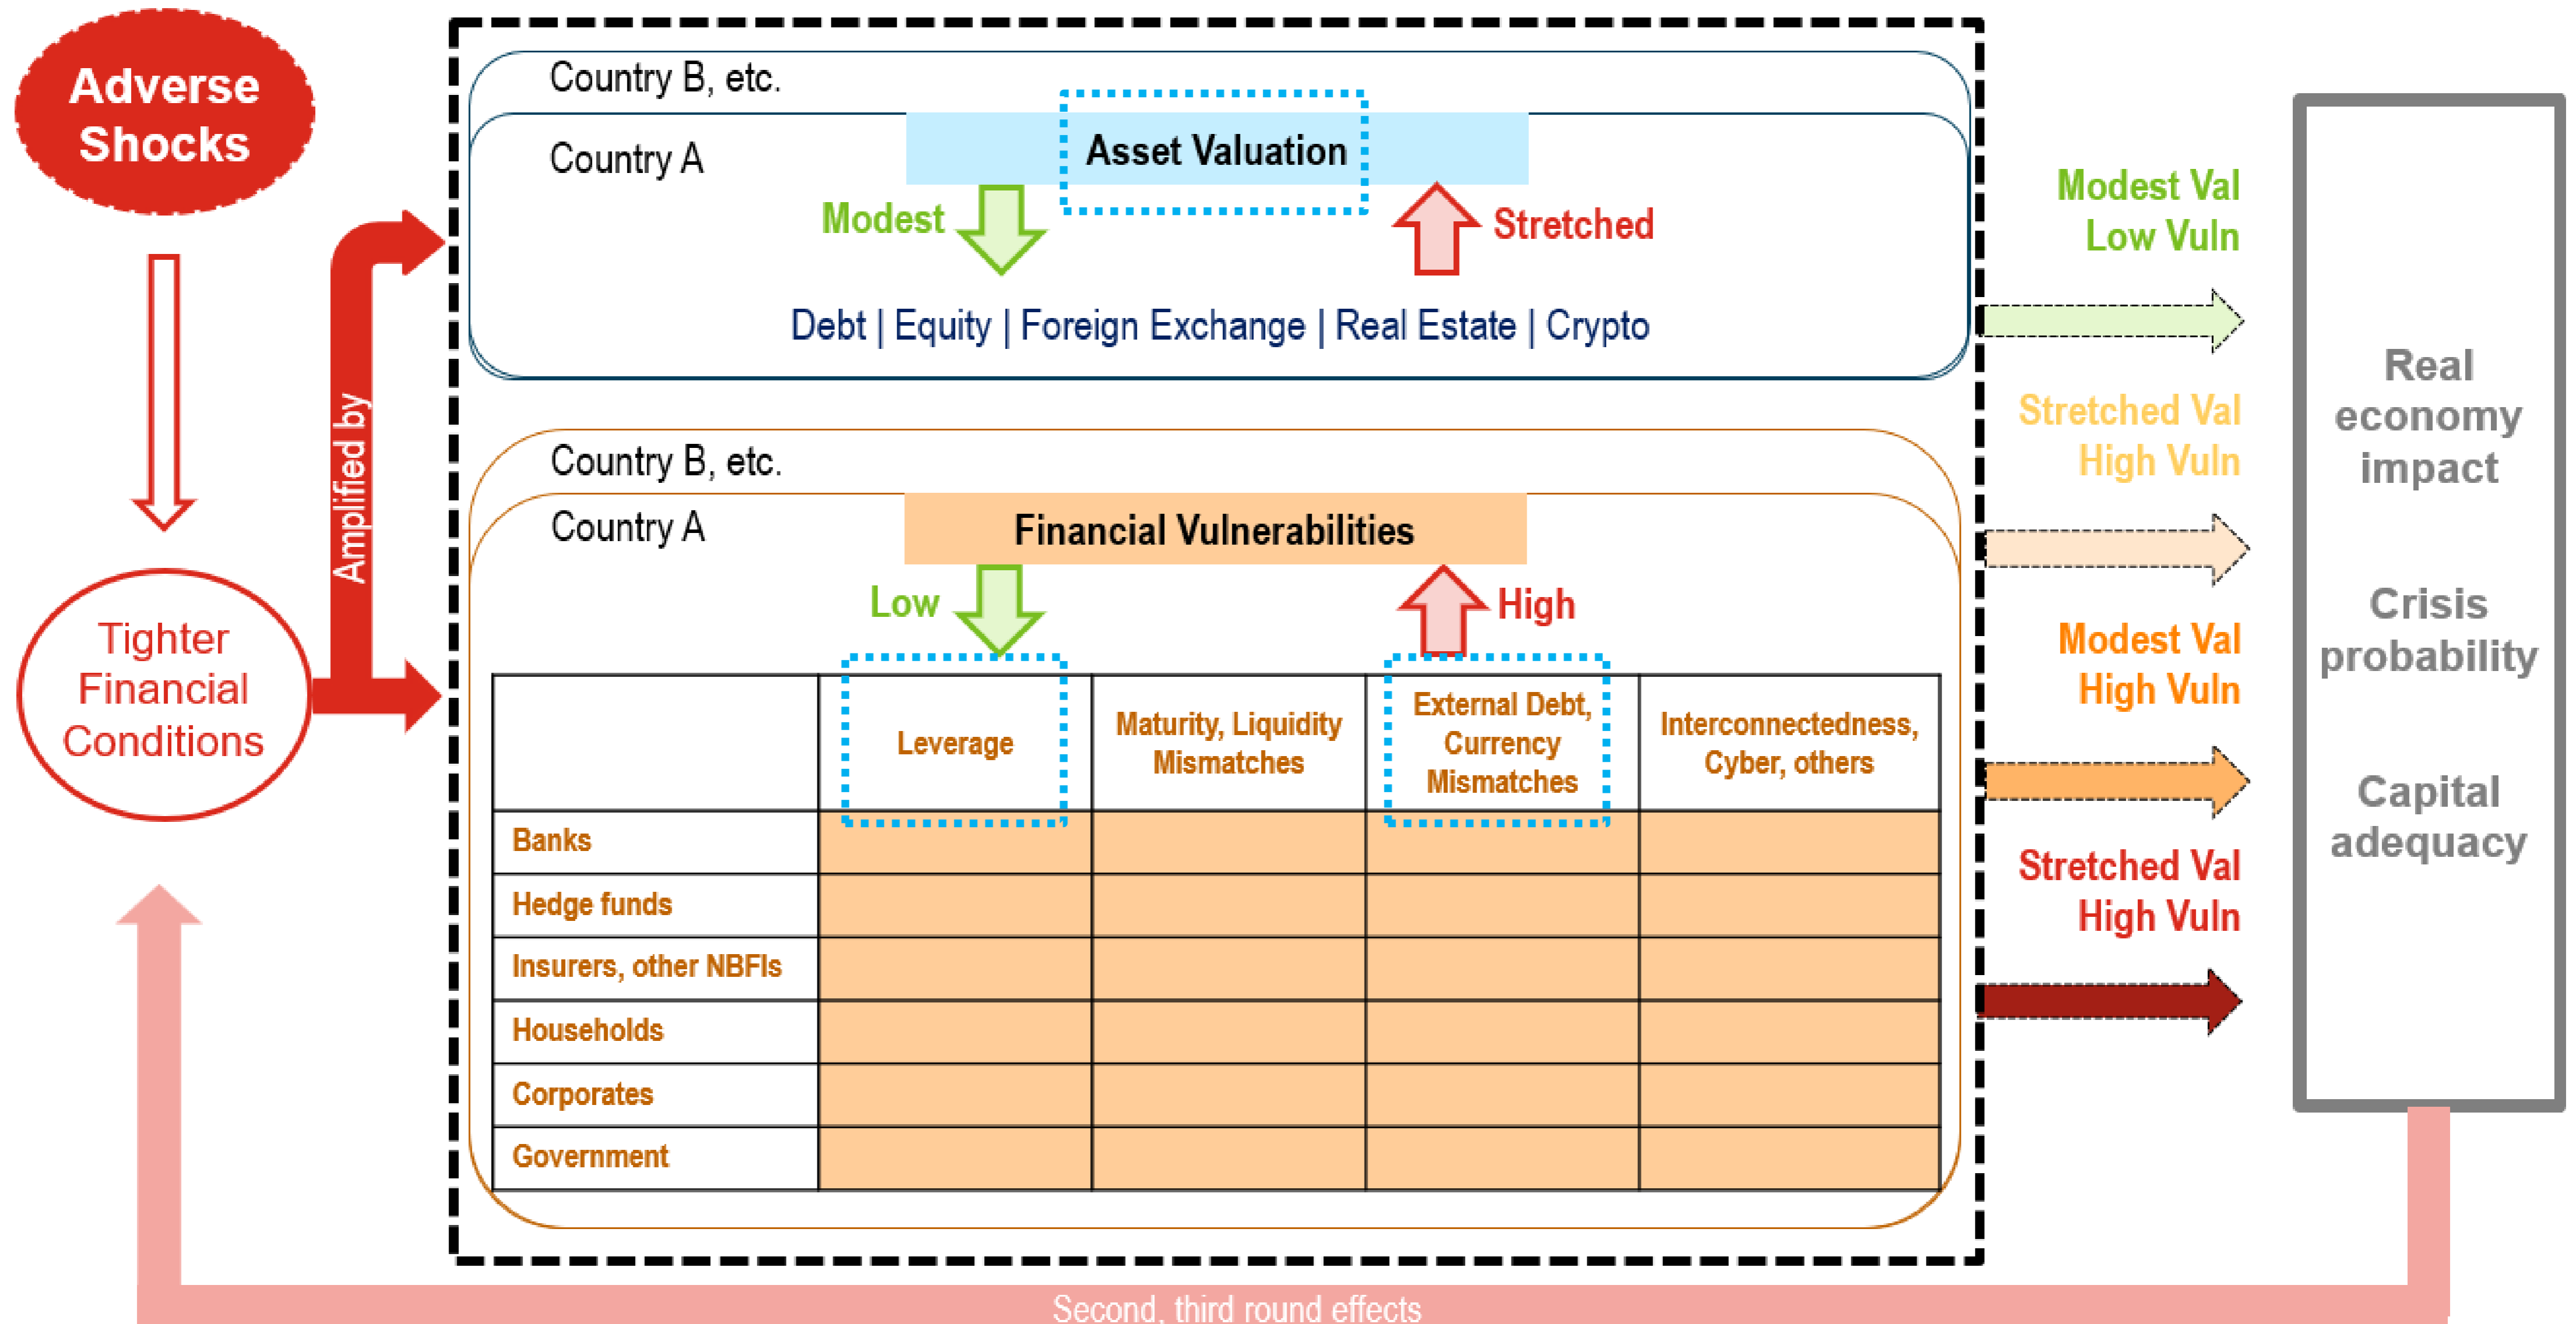 Adverse
Shocks
Tighter
Financial
Conditions
Amplified by
Country B, etc.
Country A
Asset Valuation
Modest
Stretched
Debt | Equity | Foreign Exchange | Real Estate | Crypto
Country B, etc.
Country A
Financial Vulnerabilities
Low
High
Leverage
Maturity, Liquidity
Mismatches
External Debt,
Currency
Mismatches
Interconnectedness,
Cyber, others
Banks
Hedge funds
Insurers, other NBFIs
Households
Corporates
Government
Modest Val
Low Vuln
Stretched Val
High Vuln
Modest Val
High Vuln
Stretched Val
High Vuln
Real
economy
impact
Crisis
probability
Capital
adequacy
Second, third round effects